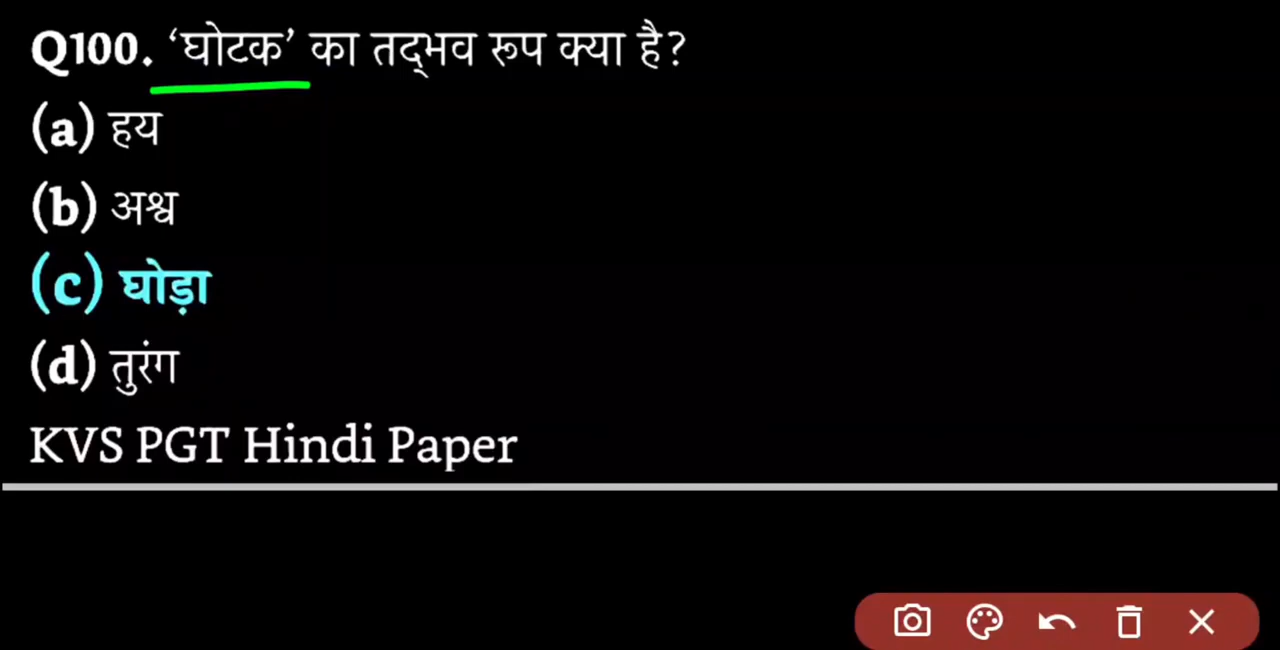 Q100. ‘घोटक’ का तद्भव रूप क्या है?
(a) हय
(b) अश्व
(c) घोड़ा
(d) तुरंग
KVS PGT Hindi Paper